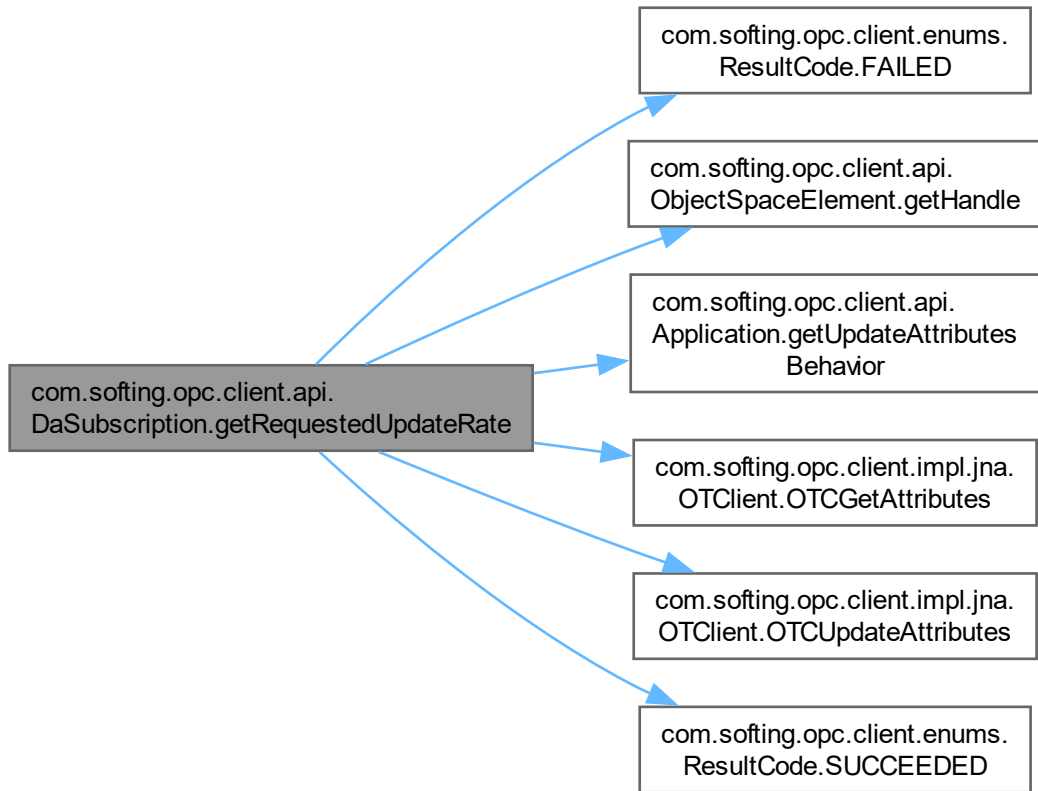 com.softing.opc.client.enums.
ResultCode.FAILED
com.softing.opc.client.api.
ObjectSpaceElement.getHandle
com.softing.opc.client.api.
Application.getUpdateAttributes
Behavior
com.softing.opc.client.api.
DaSubscription.getRequestedUpdateRate
com.softing.opc.client.impl.jna.
OTClient.OTCGetAttributes
com.softing.opc.client.impl.jna.
OTClient.OTCUpdateAttributes
com.softing.opc.client.enums.
ResultCode.SUCCEEDED